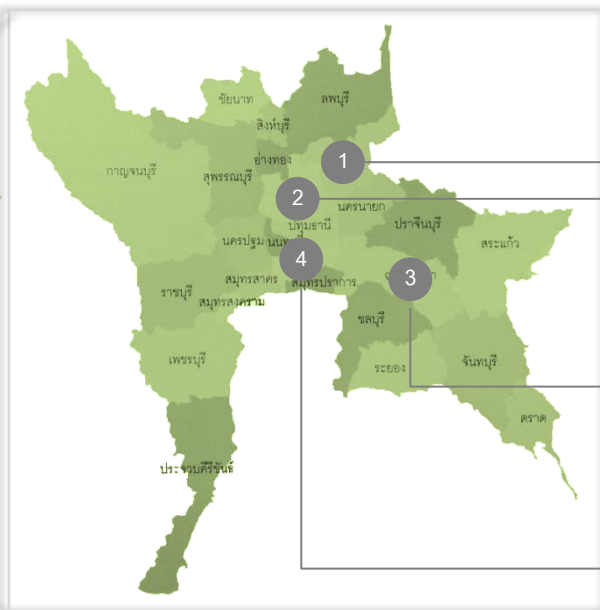 ชัยนาท
ลพบุรี
สิงห์บุรี
อ่างทอง
1
กาญจนบุรี
สุพรรณบุรี
2
นครนายก
ปทุมธานี
ปราจีนบุรี
นครปฐม
4
สระแก้ว
สมุทรสาคร
สมุทรปราการ
3
ราชบุรี
สมุทรสงคราม
ชลบุรี
เพชรบุรี
ระยอง
จันทบุรี
ตราด
ประจวบคีรีขันธ์